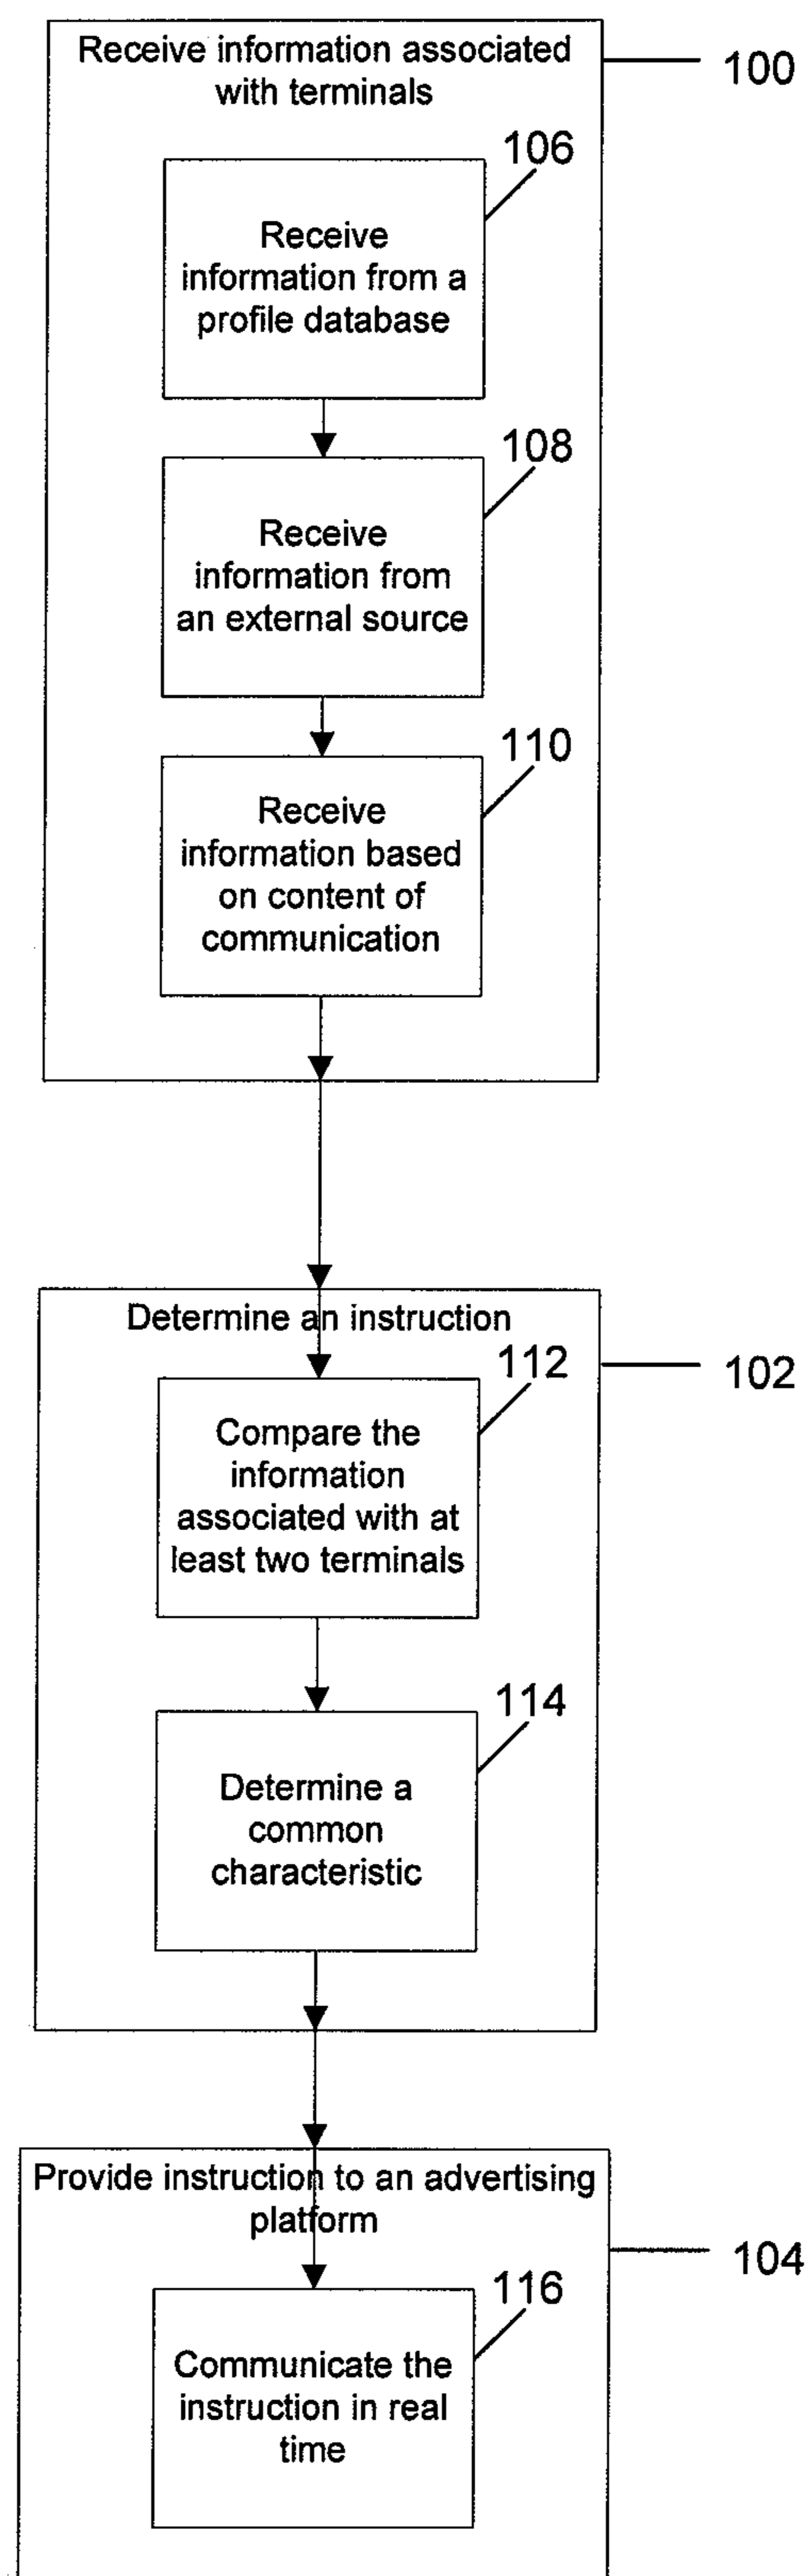 Receive information associated
with terminals
100
106
Receive
information from a
profile database
108
Receive
information from
an external source
110
Receive
information based
on content of
communication
Determine an instruction
102
112
Compare the
information
associated with at
least two terminals
114
Determine a
common
characteristic
Provide instruction to an advertising
platform
104
116
Communicate the
instruction in real
time